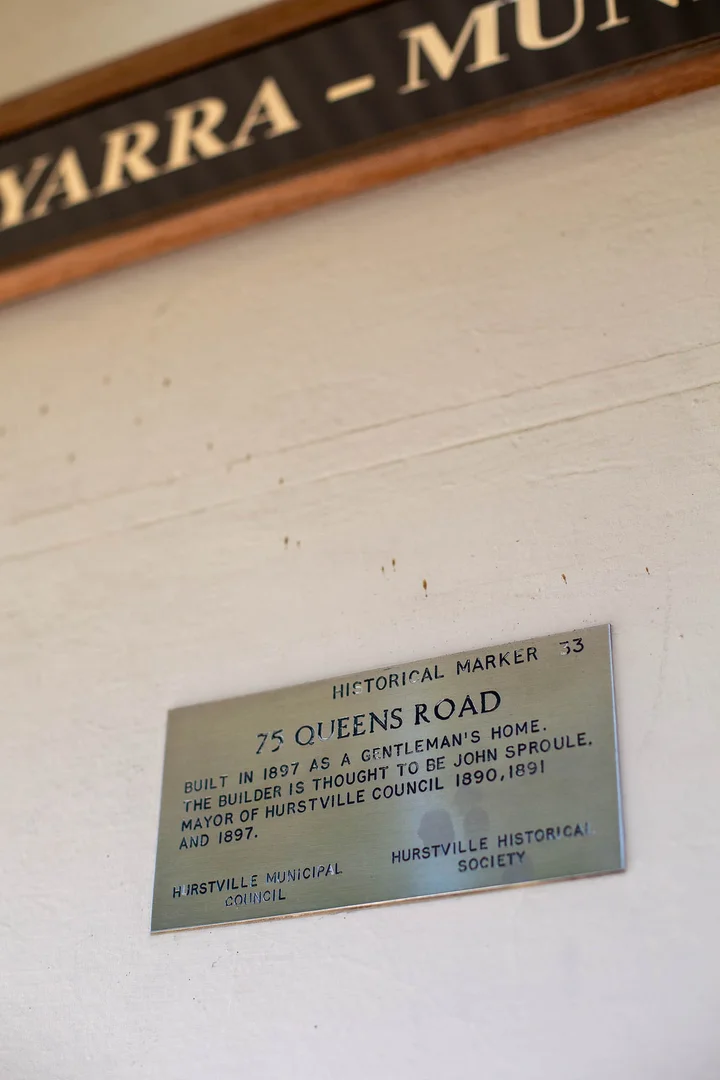 YARRA – MUN
HISTORICAL MARKER 33
75 QUEENS ROAD
BUILT IN 1897 AS A GENTLEMAN'S HOME.
THE BUILDER IS THOUGHT TO BE JOHN SPROULE,
MAYOR OF HURSTVILLE COUNCIL 1890,1891
AND 1897.
HURSTVILLE MUNICIPAL
COUNCIL
HURSTVILLE HISTORICAL
SOCIETY